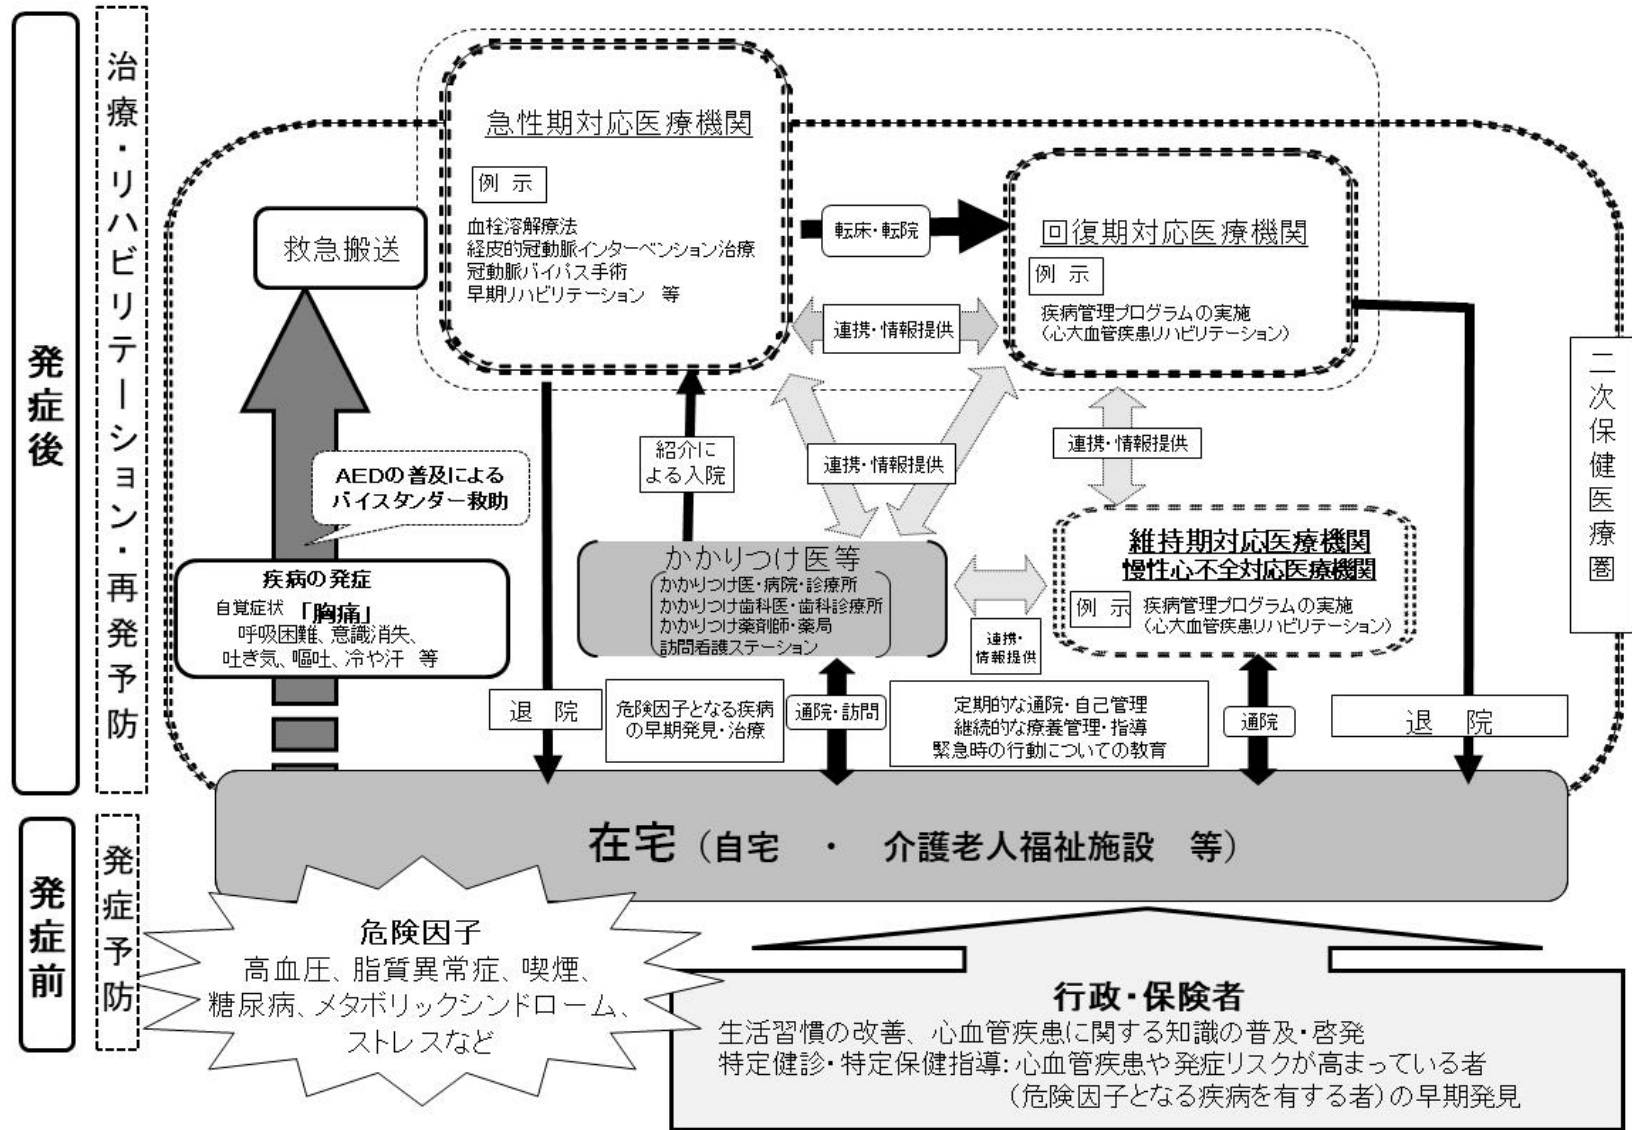 発症後
治療・リハビリテーション・再発予防
急性期対応医療機関
例 示
血栓溶解療法
経皮的冠動脈インターベンション治療
冠動脈バイパス手術
早期リハビリテーション 等
救急搬送
転床・転院
回復期対応医療機関
例 示
疾病管理プログラムの実施
(心大血管疾患リハビリテーション)
連携・情報提供
二次保健医療圏
紹介に
よる入院
連携・情報提供
連携・情報提供
AEDの普及による
バイスタンダー救助
疾病の発症
自覚症状 「胸痛」
呼吸困難、意識消失、
吐き気、嘔吐、冷や汗 等
かかりつけ医等
かかりつけ医・病院・診療所
かかりつけ歯科医・歯科診療所
かかりつけ薬剤師・薬局
訪問看護ステーション
連携・
情報提供
維持期対応医療機関
慢性心不全対応医療機関
例 示
疾病管理プログラムの実施
(心大血管疾患リハビリテーション)
退 院
危険因子となる疾病
の早期発見・治療
通院・訪問
定期的な通院・自己管理
継続的な療養管理・指導
緊急時の行動についての教育
通院
退 院
発症前
発症予防
在宅（自宅 ・ 介護老人福祉施設 等）
危険因子
高血圧、脂質異常症、喫煙、
糖尿病、メタボリックシンドローム、
ストレスなど
行政・保険者
生活習慣の改善、心血管疾患に関する知識の普及・啓発
特定健診・特定保健指導：心血管疾患や発症リスクが高まっている者
（危険因子となる疾病を有する者）の早期発見